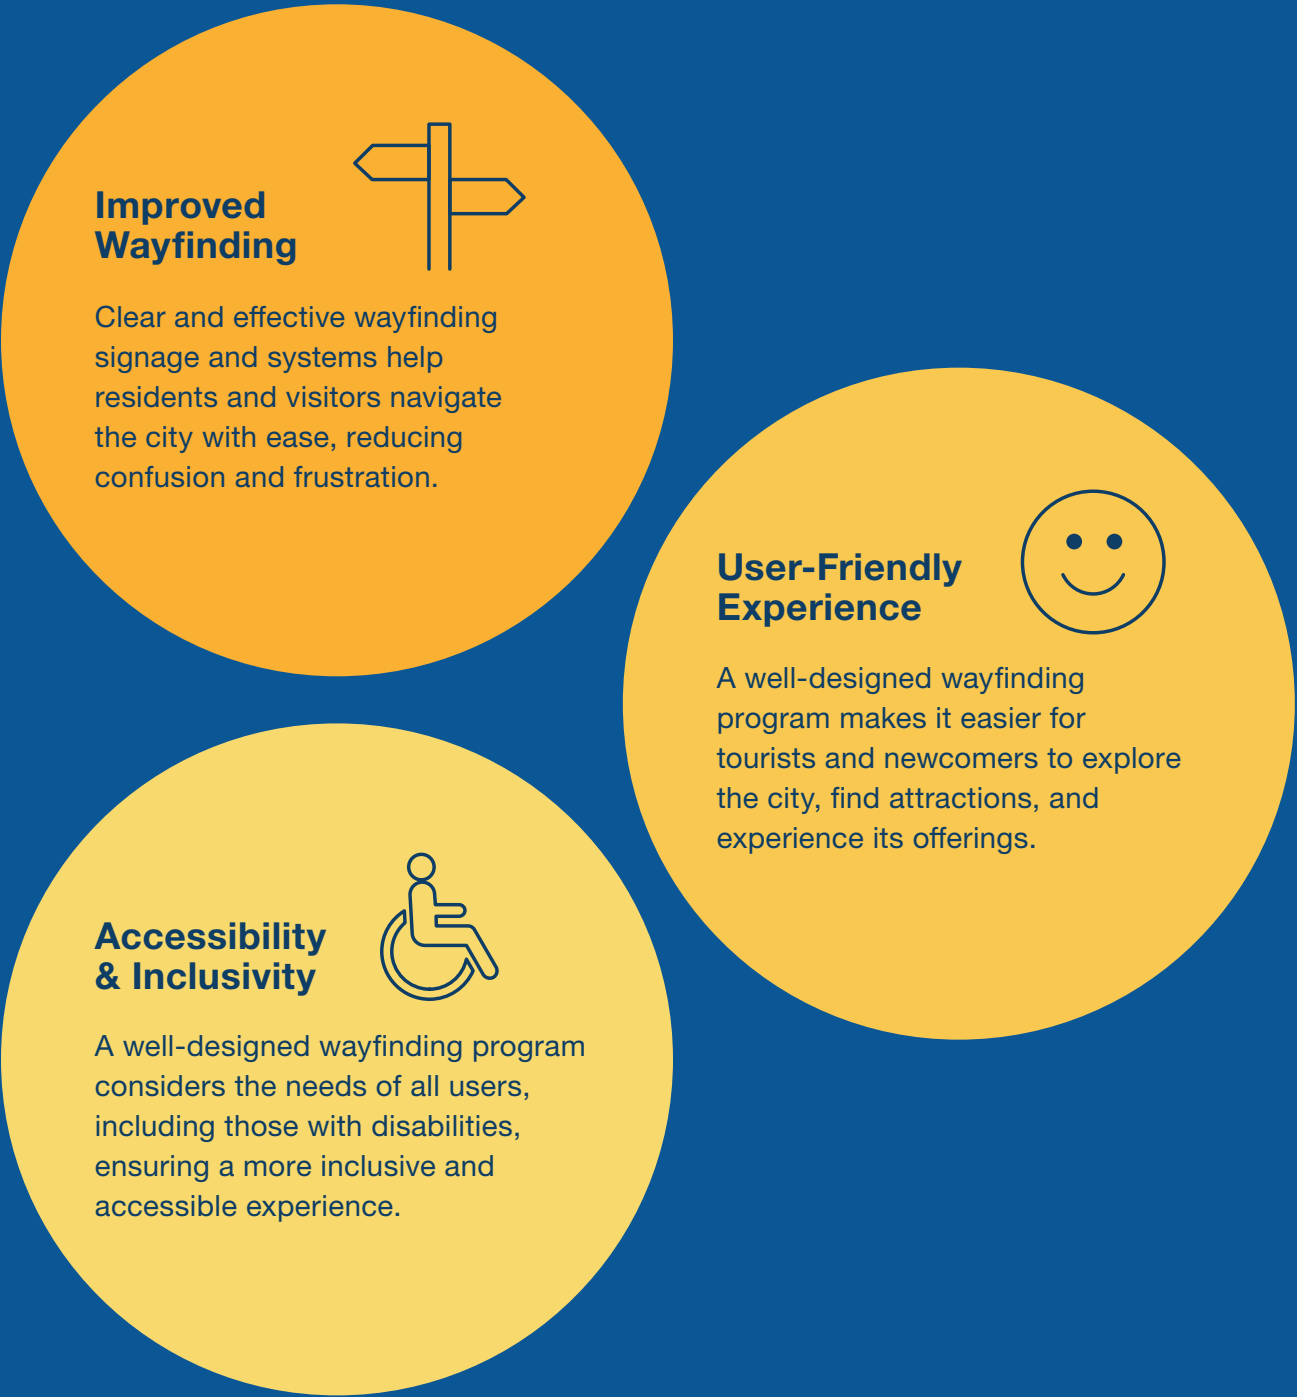 Improved
Wayfinding
Clear and effective wayfinding
signage and systems help
residents and visitors navigate
the city with ease, reducing
confusion and frustration.
User-Friendly
Experience
A well-designed wayfinding
program makes it easier for
tourists and newcomers to explore
the city, find attractions, and
experience its offerings.
Accessibility
& Inclusivity
A well-designed wayfinding program
considers the needs of all users,
including those with disabilities,
ensuring a more inclusive and
accessible experience.